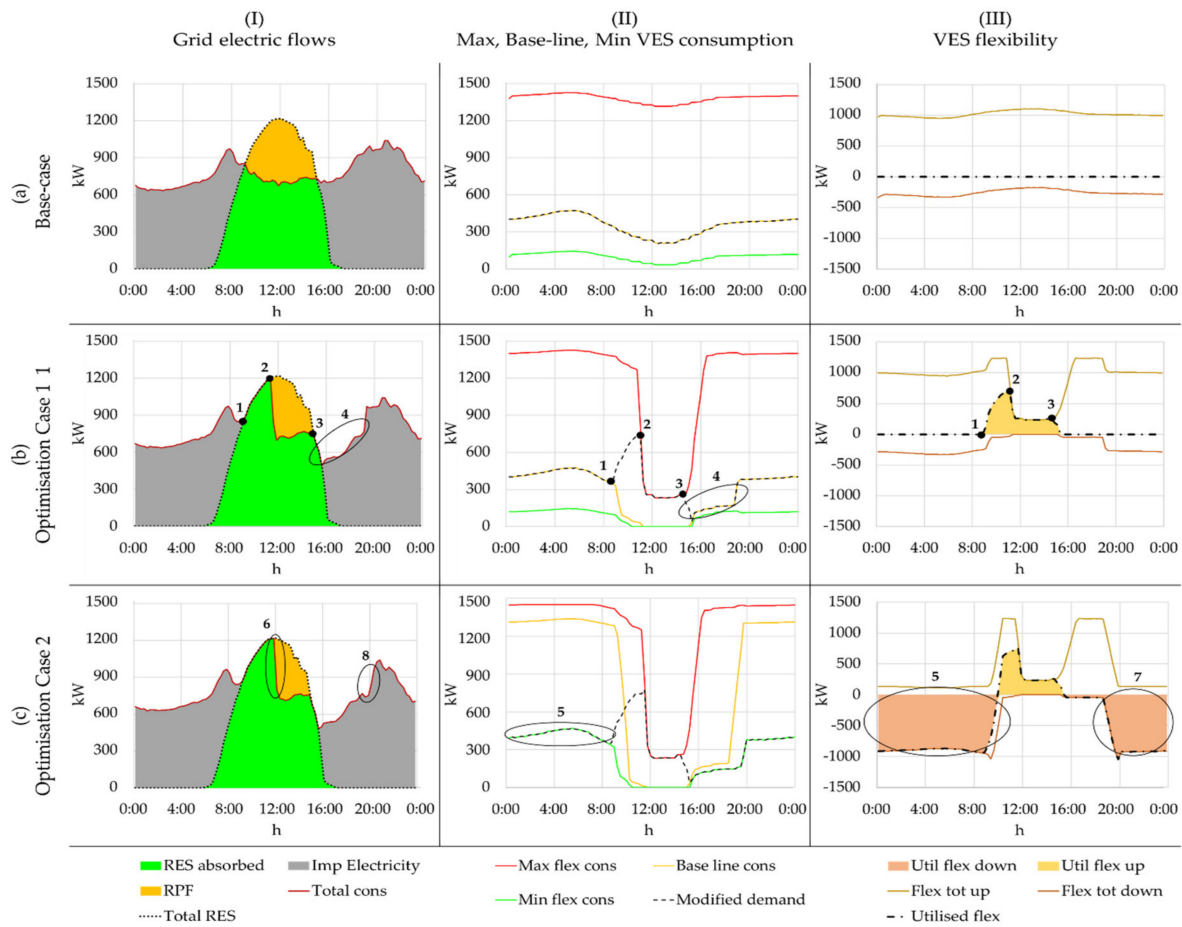 (I)
Grid electric flows
(II)
Max, Base-line, Min VES consumption
(III)
VES flexibility
(a)
Base-case
1500
1200
900
600
300
0
kW
0:00 4:00 8:00 12:00 16:00 20:00 0:00
h
1500
1200
900
600
300
0
kW
0:00 4:00 8:00 12:00 16:00 20:00 0:00
h
1500
1000
500
0
-500
-1000
-1500
kW
0:00 4:00 8:00 12:00 16:00 20:00 0:00
h
(b)
Optimisation Case 1 1
1500
1200
900
600
300
0
kW
1
2
3
4
0:00 4:00 8:00 12:00 16:00 20:00 0:00
h
1500
1200
900
600
300
0
kW
1
2
3
4
0:00 4:00 8:00 12:00 16:00 20:00 0:00
h
1500
1000
500
0
-500
-1000
-1500
kW
1
2
3
0:00 4:00 8:00 12:00 16:00 20:00 0:00
h
(c)
Optimisation Case 2
1500
1200
900
600
300
0
kW
6
8
0:00 4:00 8:00 12:00 16:00 20:00 0:00
h
1500
1200
900
600
300
0
kW
5
0:00 4:00 8:00 12:00 16:00 20:00 0:00
h
1500
1000
500
0
-500
-1000
-1500
kW
5
7
0:00 4:00 8:00 12:00 16:00 20:00 0:00
h
RES absorbed Imp Electricity
RPF Total cons
Total RES
Max flex cons Base line cons
Min flex cons Modified demand
Util flex down Util flex up
Flex tot up Flex tot down
Utilised flex